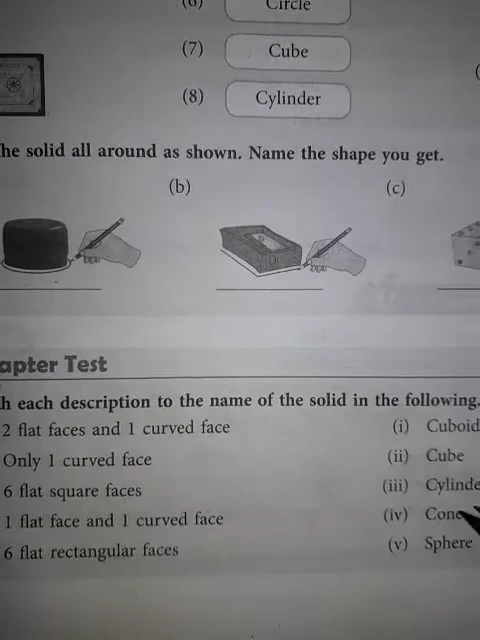 (6) Circle
(7) Cube
(8) Cylinder
he solid all around as shown. Name the shape you get.
(b) (c)
apter Test
h each description to the name of the solid in the following.
2 flat faces and 1 curved face (i) Cuboid
Only 1 curved face (ii) Cube
6 flat square faces (iii) Cylinde
1 flat face and 1 curved face (iv) Cone
6 flat rectangular faces (v) Sphere